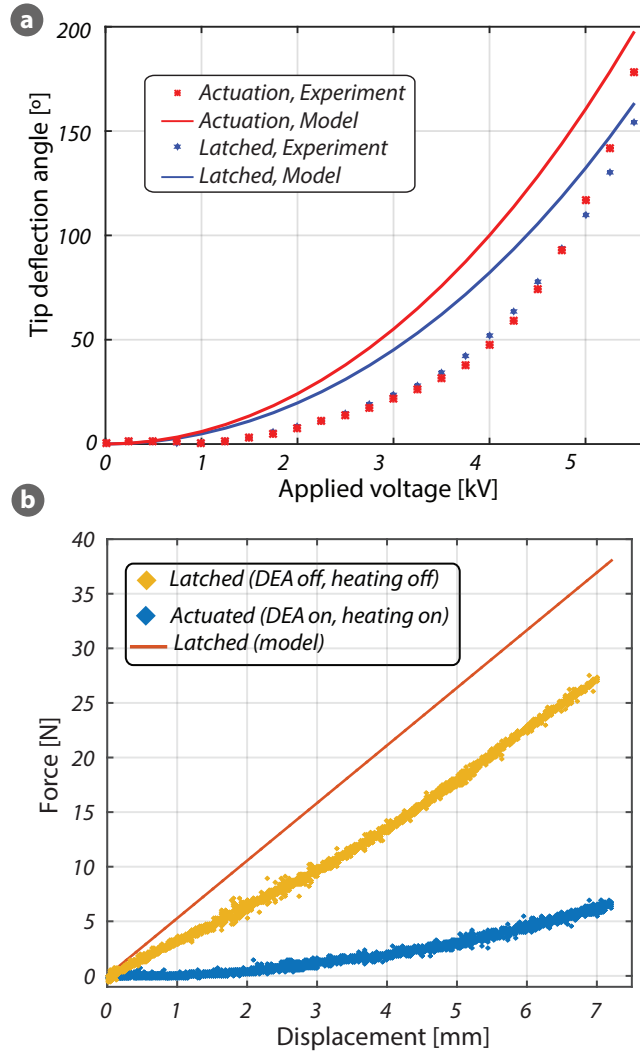 a
200
150
100
50
0
Tip deflection angle [º]
Actuation, Experiment
Actuation, Model
Latched, Experiment
Latched, Model
0 1 2 3 4 5
Applied voltage [kV]
b
40
35
30
25
20
15
10
5
0
Force [N]
Latched (DEA off, heating off)
Actuated (DEA on, heating on)
Latched (model)
0 1 2 3 4 5 6 7
Displacement [mm]